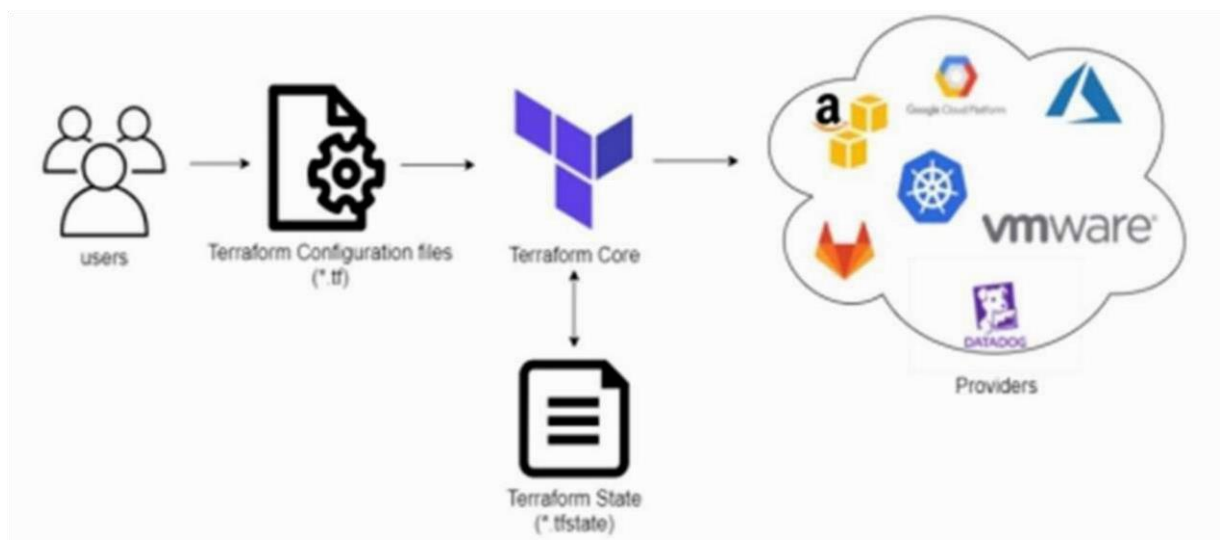 users
Terraform Configuration files
(*.tf)
Terraform Core
Terraform State
(*.tfstate)
a
Google Cloud Platform
vmware®
DATADOG
Providers